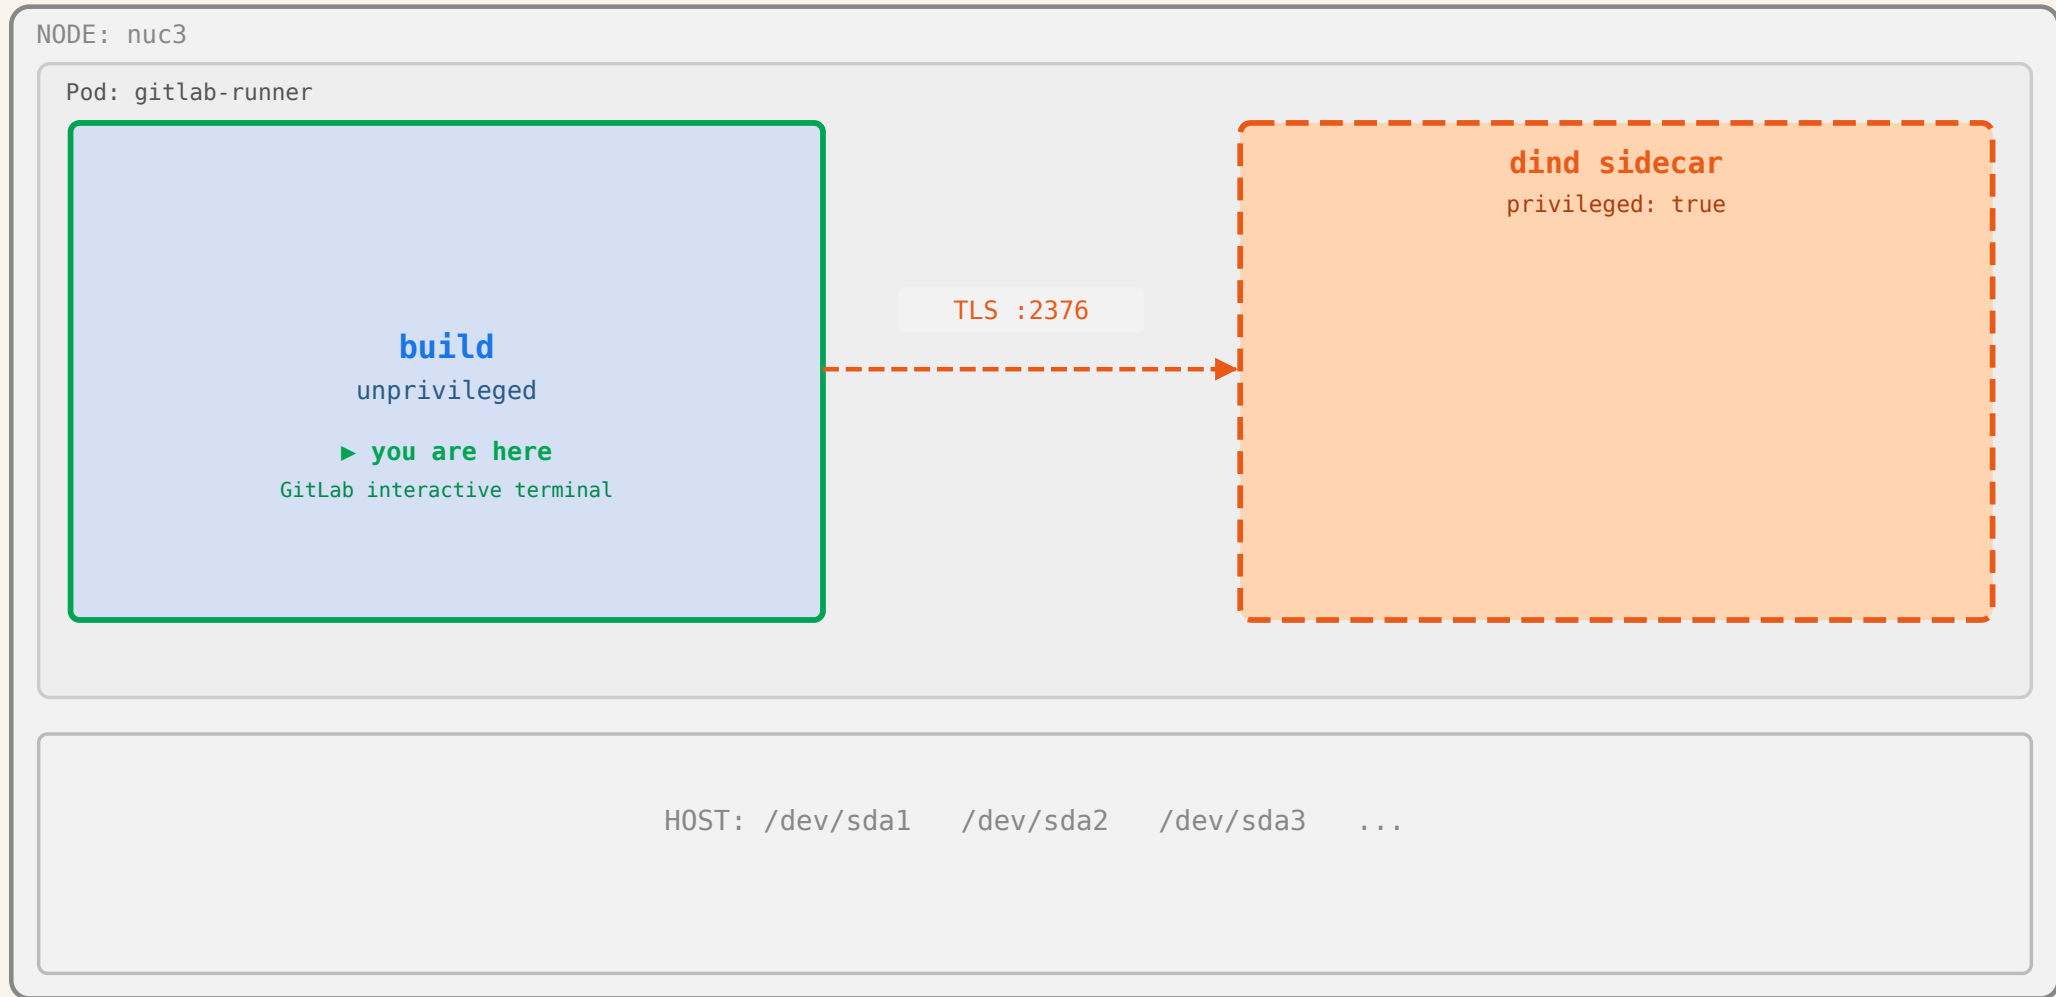 NODE: nuc3
Pod: gitlab-runner
build
unprivileged
▶ you are here
GitLab interactive terminal
TLS :2376
dind sidecar
privileged: true
HOST: /dev/sda1   /dev/sda2   /dev/sda3   ...